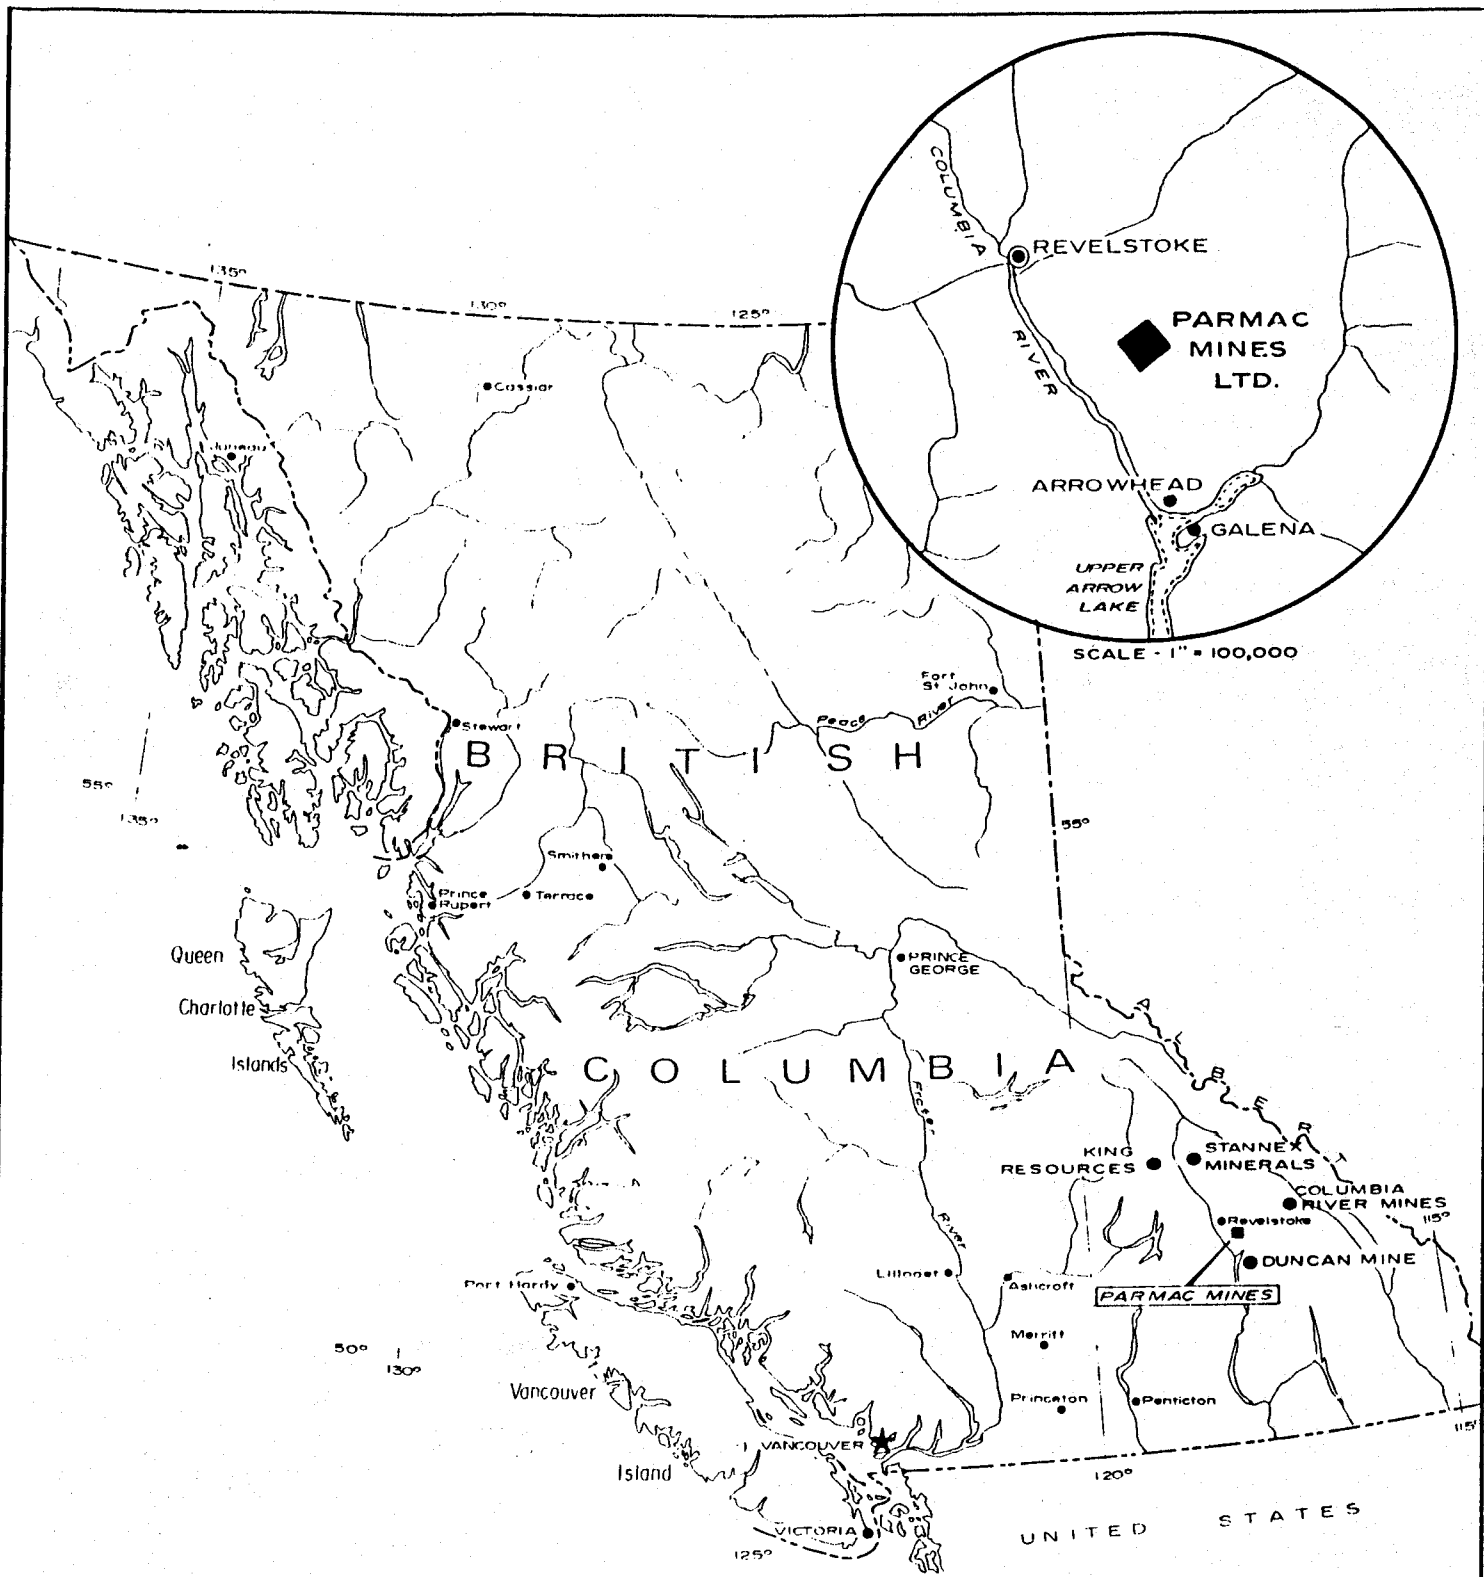 COLUMBIA
REVELSTOKE
RIVER
PARMAC
MINES
LTD.
ARROWHEAD
GALENA
UPPER
ARROW
LAKE
SCALE - 1" = 100,000
135°
130°
125°
Cassiar
Juneau
Fort
St John
Peace River
Stewart
BRITISH
55°
135°
55°
Smithers
Prince
Rupert
Terrace
Queen
Charlotte
Islands
PRINCE
GEORGE
ALBERTA
COLUMBIA
Fraser
River
KING
RESOURCES
STANNEX
MINERALS
COLUMBIA
RIVER MINES
115°
Revelstoke
DUNCAN MINE
PARMAC MINES
Port Hardy
Lillooet
Ashcroft
Merritt
50°
130°
Vancouver
Island
Princeton
Penticton
VANCOUVER
115°
120°
VICTORIA
125°
UNITED STATES